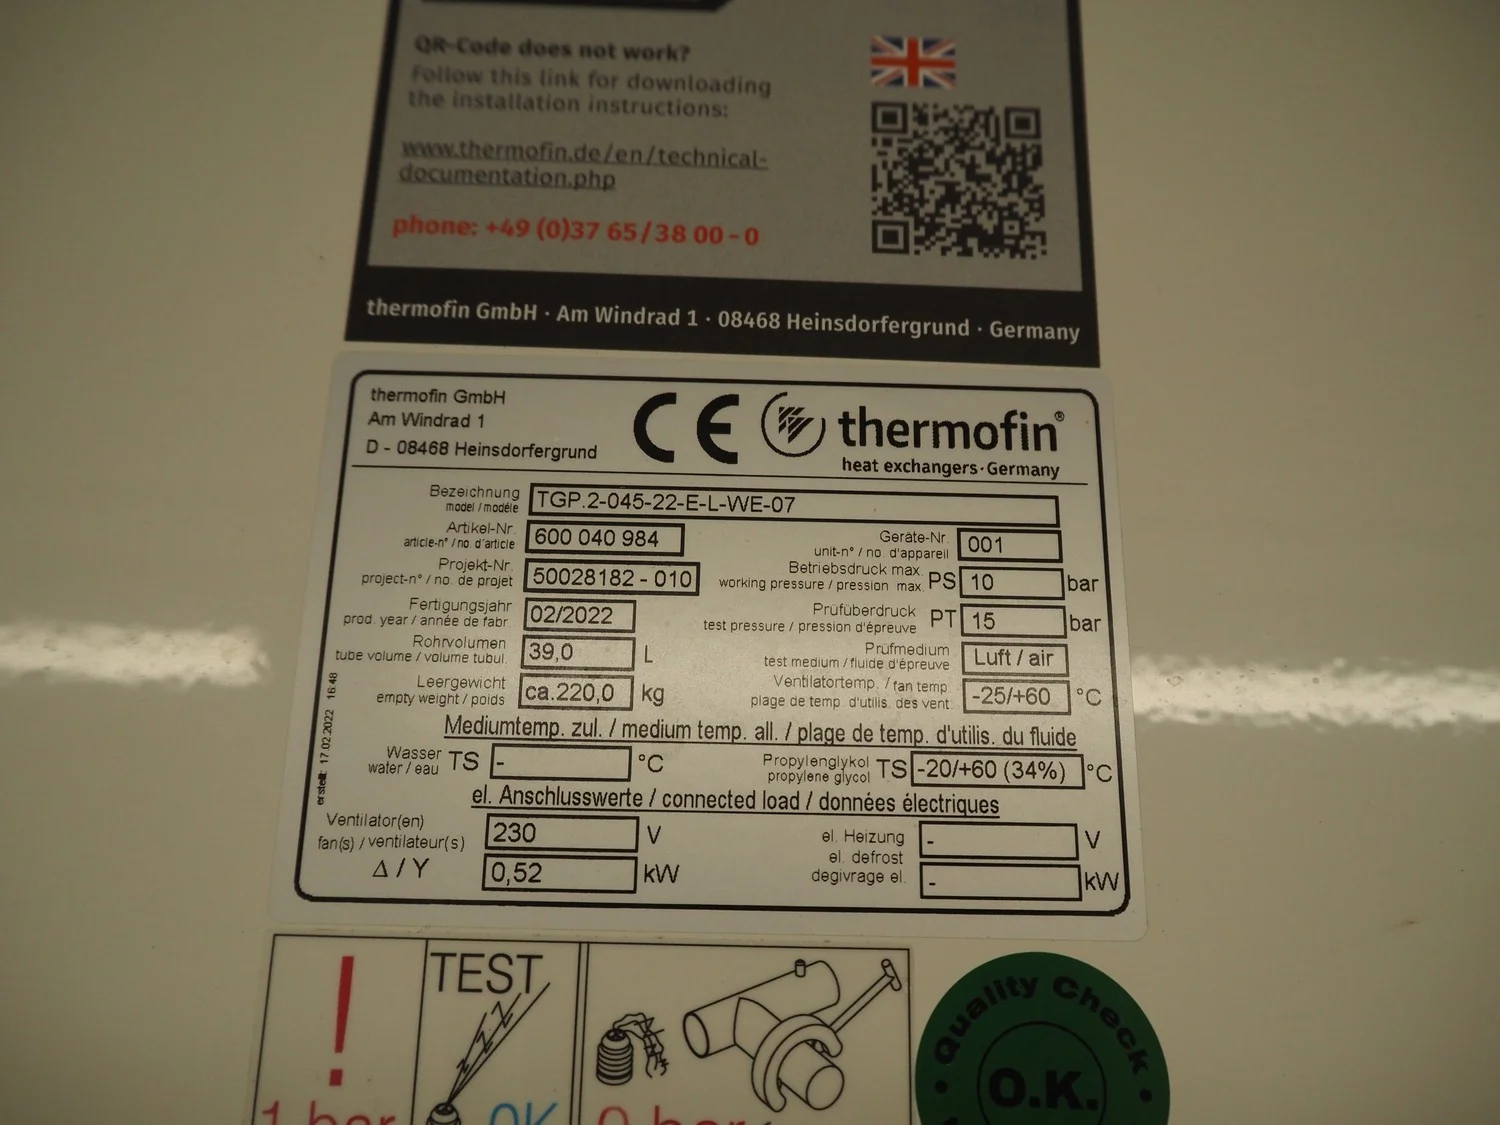 QR-Code does not work?
Follow this link for downloading
the installation instructions:
www.thermofin.de/en/technical-
documentation.php
phone: +49 (0)37 65/38 00 - 0
thermofin GmbH · Am Windrad 1 · 08468 Heinsdorfergrund · Germany
thermofin GmbH
Am Windrad 1
D - 08468 Heinsdorfergrund
CE
thermofin®
heat exchangers·Germany
Bezeichnung
model / modéle
TGP.2-045-22-E-L-WE-07
Artikel-Nr.
article-n° / no. d'article
600 040 984
Geräte-Nr.
unit-n° / no. d'appareil
001
Projekt-Nr.
project-n° / no. de projet
50028182 - 010
Betriebsdruck max.
working pressure / pression max.
PS 10 bar
Fertigungsjahr
prod. year / année de fabr.
02/2022
Prüfüberdruck
test pressure / pression d'épreuve
PT 15 bar
Rohrvolumen
tube volume / volume tubul.
39,0 L
Prüfmedium
test medium / fluide d'épreuve
Luft / air
Leergewicht
empty weight / poids
ca.220,0 kg
Ventilatortemp. / fan temp.
plage de temp. d'utilis. des vent.
-25/+60 °C
Mediumtemp. zul. / medium temp. all. / plage de temp. d'utilis. du fluide
Wasser
water / eau
TS - °C
Propylenglykol
propylene glycol
TS -20/+60 (34%) °C
el. Anschlusswerte / connected load / données électriques
Ventilator(en)
fan(s) / ventilateur(s)
Δ / Y
230 V
0,52 kW
el. Heizung
el. defrost
degivrage el.
- V
- kW
erstellt: 17.02.2022 16:48
!
TEST
1 bar
OK
0 bar
Quality Check
O.K.